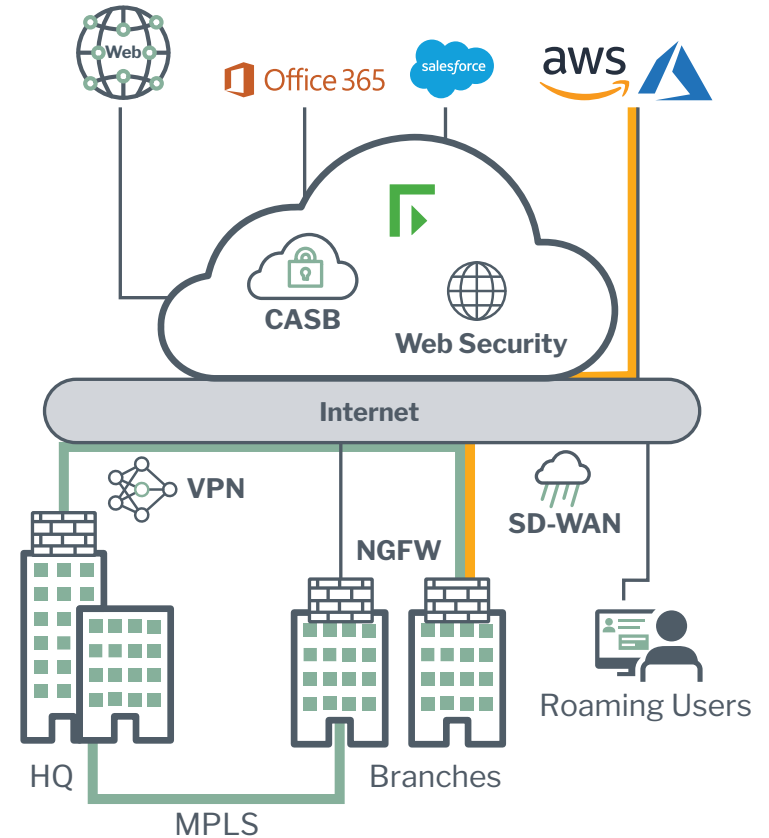 Web
Office 365
salesforce
aws
CASB
Web Security
Internet
VPN
SD-WAN
NGFW
Roaming Users
HQ
Branches
MPLS